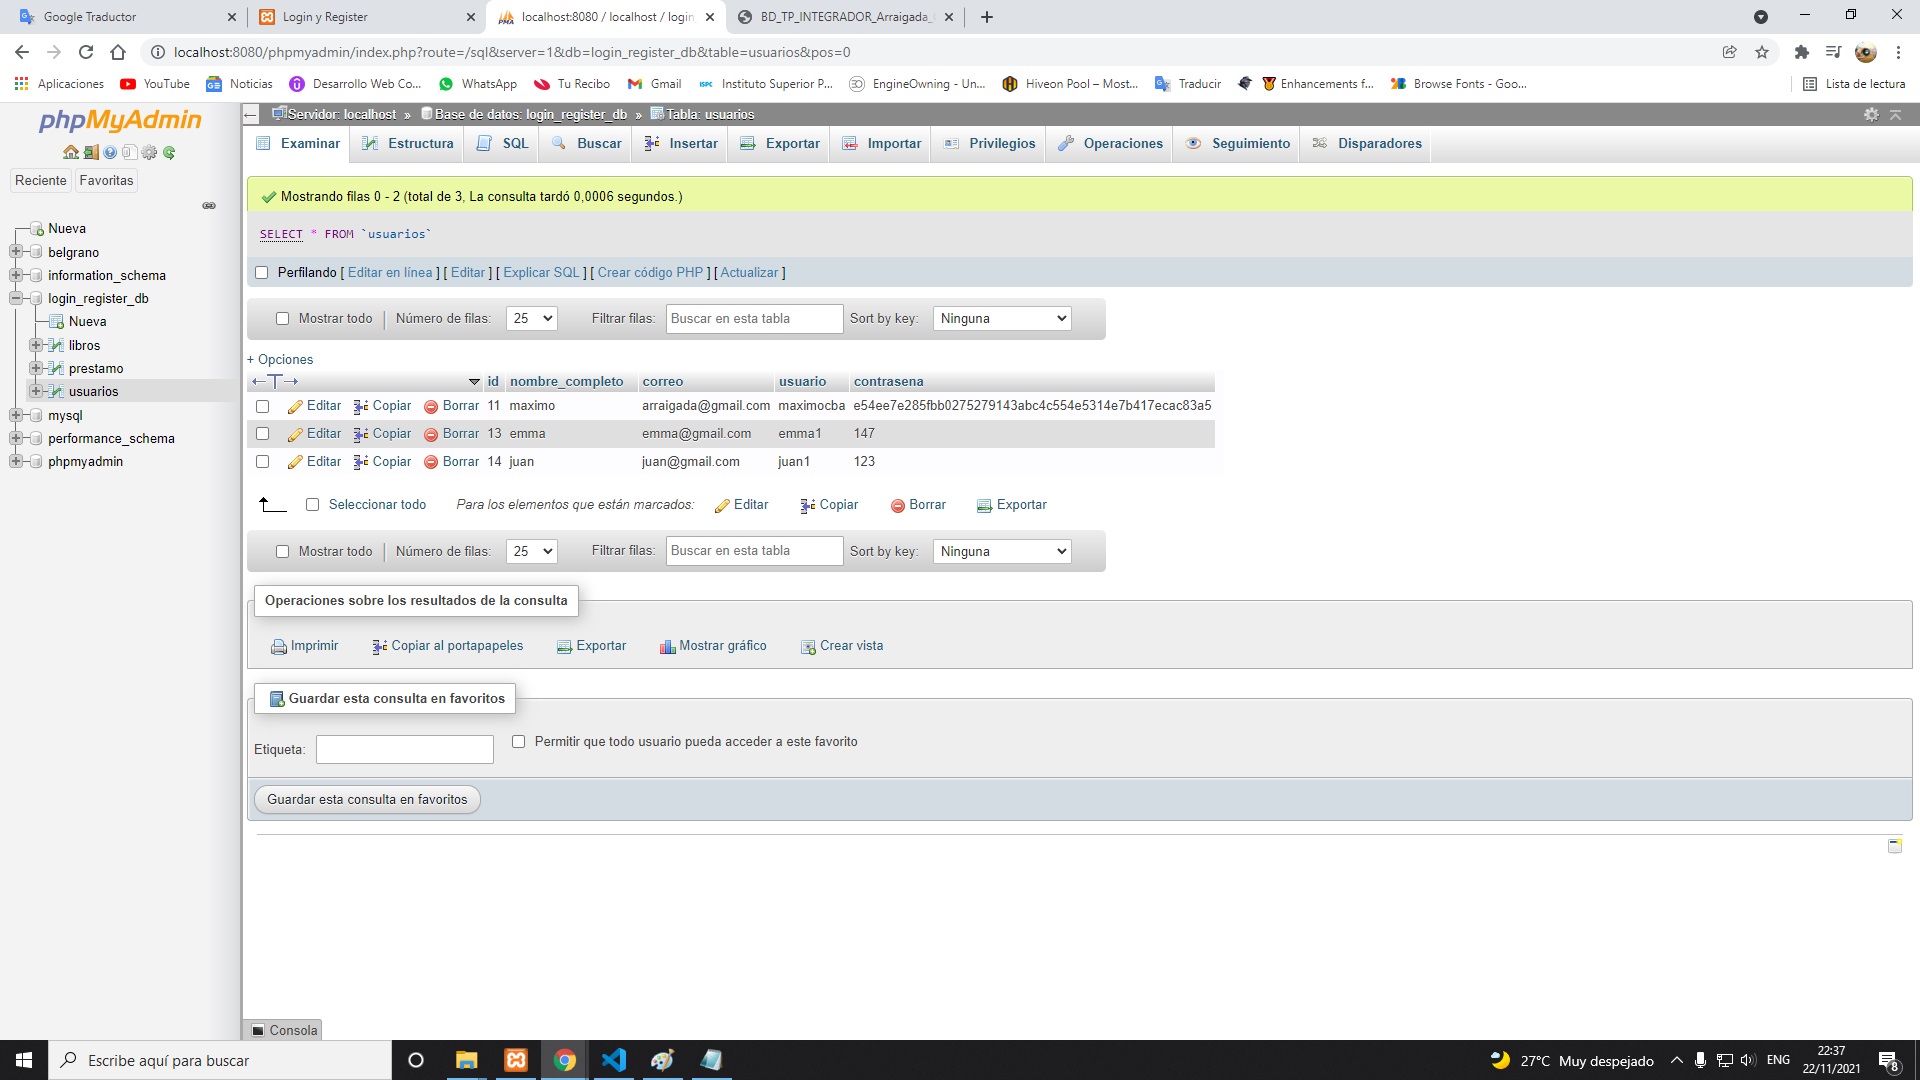 Google Traductor
Login y Register
localhost:8080 / localhost / login
BD_TP_INTEGRADOR_Arraigada_
localhost:8080/phpmyadmin/index.php?route=/sql&server=1&db=login_register_db&table=usuarios&pos=0
Aplicaciones
YouTube
Noticias
Desarrollo Web Co...
WhatsApp
Tu Recibo
Gmail
Instituto Superior P...
EngineOwning - Un...
Hiveon Pool – Most...
Traducir
Enhancements f...
Browse Fonts - Goo...
Lista de lectura
phpMyAdmin
Reciente
Favoritas
Nueva
belgrano
information_schema
login_register_db
Nueva
libros
prestamo
usuarios
mysql
performance_schema
phpmyadmin
Servidor: localhost » Base de datos: login_register_db » Tabla: usuarios
Examinar
Estructura
SQL
Buscar
Insertar
Exportar
Importar
Privilegios
Operaciones
Seguimiento
Disparadores
Mostrando filas 0 - 2 (total de 3, La consulta tardó 0,0006 segundos.)
SELECT * FROM `usuarios`
Perfilando [ Editar en línea ] [ Editar ] [ Explicar SQL ] [ Crear código PHP ] [ Actualizar ]
Mostrar todo | Número de filas: 25 Filtrar filas: Buscar en esta tabla Sort by key: Ninguna
+ Opciones
←T→ id nombre_completo correo usuario contrasena
Editar Copiar Borrar 11 maximo arraigada@gmail.com maximocba e54ee7e285fbb0275279143abc4c554e5314e7b417ecac83a5
Editar Copiar Borrar 13 emma emma@gmail.com emma1 147
Editar Copiar Borrar 14 juan juan@gmail.com juan1 123
Seleccionar todo Para los elementos que están marcados: Editar Copiar Borrar Exportar
Mostrar todo | Número de filas: 25 Filtrar filas: Buscar en esta tabla Sort by key: Ninguna
Operaciones sobre los resultados de la consulta
Imprimir Copiar al portapapeles Exportar Mostrar gráfico Crear vista
Guardar esta consulta en favoritos
Etiqueta: Permitir que todo usuario pueda acceder a este favorito
Guardar esta consulta en favoritos
Consola
Escribe aquí para buscar
27°C Muy despejado
ENG
22:37
22/11/2021
8